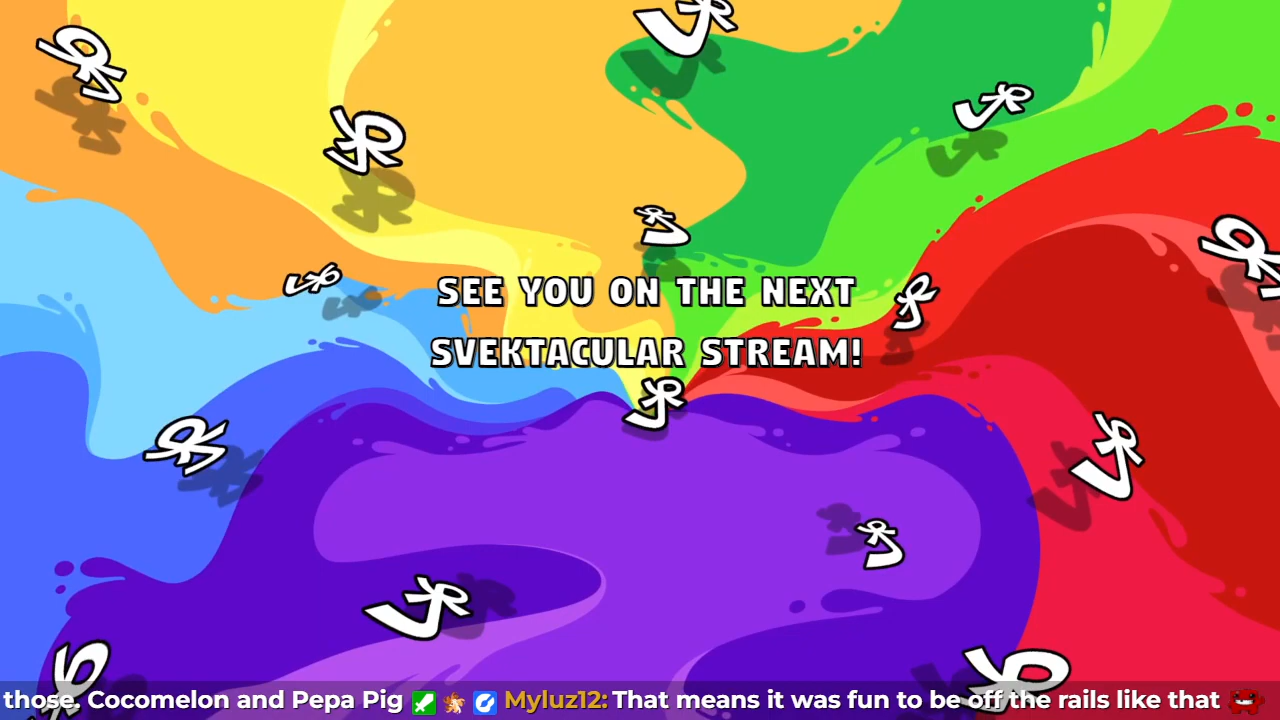 SEE YOU ON THE NEXT
SVEKTACULAR STREAM!
those. Cocomelon and Pepa Pig Myluz12: That means it was fun to be off the rails like that